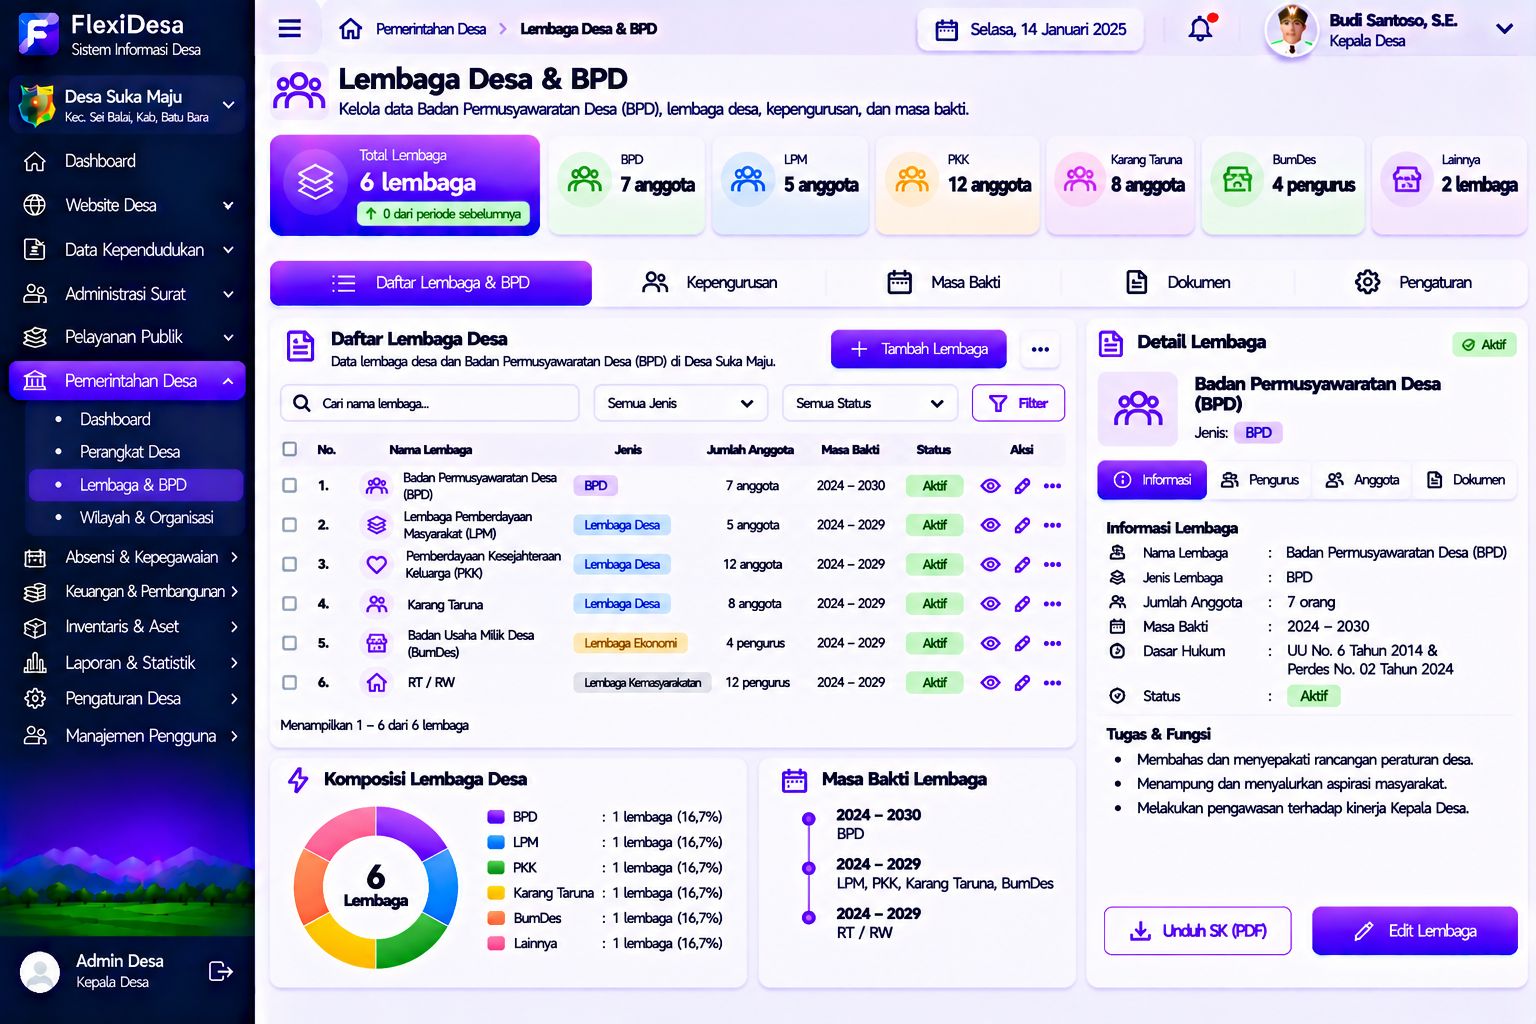 FlexiDesa
Sistem Informasi Desa
Desa Suka Maju
Kec. Sei Balai, Kab, Batu Bara
Dashboard
Website Desa
Data Kependudukan
Administrasi Surat
Pelayanan Publik
Pemerintahan Desa
• Dashboard
• Perangkat Desa
• Lembaga & BPD
• Wilayah & Organisasi
Absensi & Kepegawaian
Keuangan & Pembangunan
Inventaris & Aset
Laporan & Statistik
Pengaturan Desa
Manajemen Pengguna
Admin Desa
Kepala Desa
Pemerintahan Desa > Lembaga Desa & BPD
Selasa, 14 Januari 2025
Budi Santoso, S.E.
Kepala Desa
Lembaga Desa & BPD
Kelola data Badan Permusyawaratan Desa (BPD), lembaga desa, kepengurusan, dan masa bakti.
Total Lembaga
6 lembaga
↑ 0 dari periode sebelumnya
BPD
7 anggota
LPM
5 anggota
PKK
12 anggota
Karang Taruna
8 anggota
BumDes
4 pengurus
Lainnya
2 lembaga
Daftar Lembaga & BPD
Kepengurusan
Masa Bakti
Dokumen
Pengaturan
Daftar Lembaga Desa
Data lembaga desa dan Badan Permusyawaratan Desa (BPD) di Desa Suka Maju.
+ Tambah Lembaga
Cari nama lembaga...
Semua Jenis
Semua Status
Filter
No. Nama Lembaga Jenis Jumlah Anggota Masa Bakti Status Aksi
1. Badan Permusyawaratan Desa (BPD) BPD 7 anggota 2024 – 2030 Aktif
2. Lembaga Pemberdayaan Masyarakat (LPM) Lembaga Desa 5 anggota 2024 – 2029 Aktif
3. Pemberdayaan Kesejahteraan Keluarga (PKK) Lembaga Desa 12 anggota 2024 – 2029 Aktif
4. Karang Taruna Lembaga Desa 8 anggota 2024 – 2029 Aktif
5. Badan Usaha Milik Desa (BumDes) Lembaga Ekonomi 4 pengurus 2024 – 2029 Aktif
6. RT / RW Lembaga Kemasyarakatan 12 pengurus 2024 – 2029 Aktif
Menampilkan 1 – 6 dari 6 lembaga
Komposisi Lembaga Desa
6
Lembaga
BPD : 1 lembaga (16,7%)
LPM : 1 lembaga (16,7%)
PKK : 1 lembaga (16,7%)
Karang Taruna : 1 lembaga (16,7%)
BumDes : 1 lembaga (16,7%)
Lainnya : 1 lembaga (16,7%)
Masa Bakti Lembaga
2024 – 2030
BPD
2024 – 2029
LPM, PKK, Karang Taruna, BumDes
2024 – 2029
RT / RW
Detail Lembaga
Aktif
Badan Permusyawaratan Desa
(BPD)
Jenis: BPD
Informasi
Pengurus
Anggota
Dokumen
Informasi Lembaga
Nama Lembaga : Badan Permusyawaratan Desa (BPD)
Jenis Lembaga : BPD
Jumlah Anggota : 7 orang
Masa Bakti : 2024 – 2030
Dasar Hukum : UU No. 6 Tahun 2014 &
Perdes No. 02 Tahun 2024
Status : Aktif
Tugas & Fungsi
• Membahas dan menyepakati rancangan peraturan desa.
• Menampung dan menyalurkan aspirasi masyarakat.
• Melakukan pengawasan terhadap kinerja Kepala Desa.
Unduh SK (PDF)
Edit Lembaga